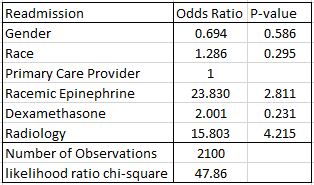 Readmission Odds Ratio P-value
Gender 0.694 0.586
Race 1.286 0.295
Primary Care Provider 1
Racemic Epinephrine 23.830 2.811
Dexamethasone 2.001 0.231
Radiology 15.803 4.215
Number of Observations 2100
likelihood ratio chi-square 47.86